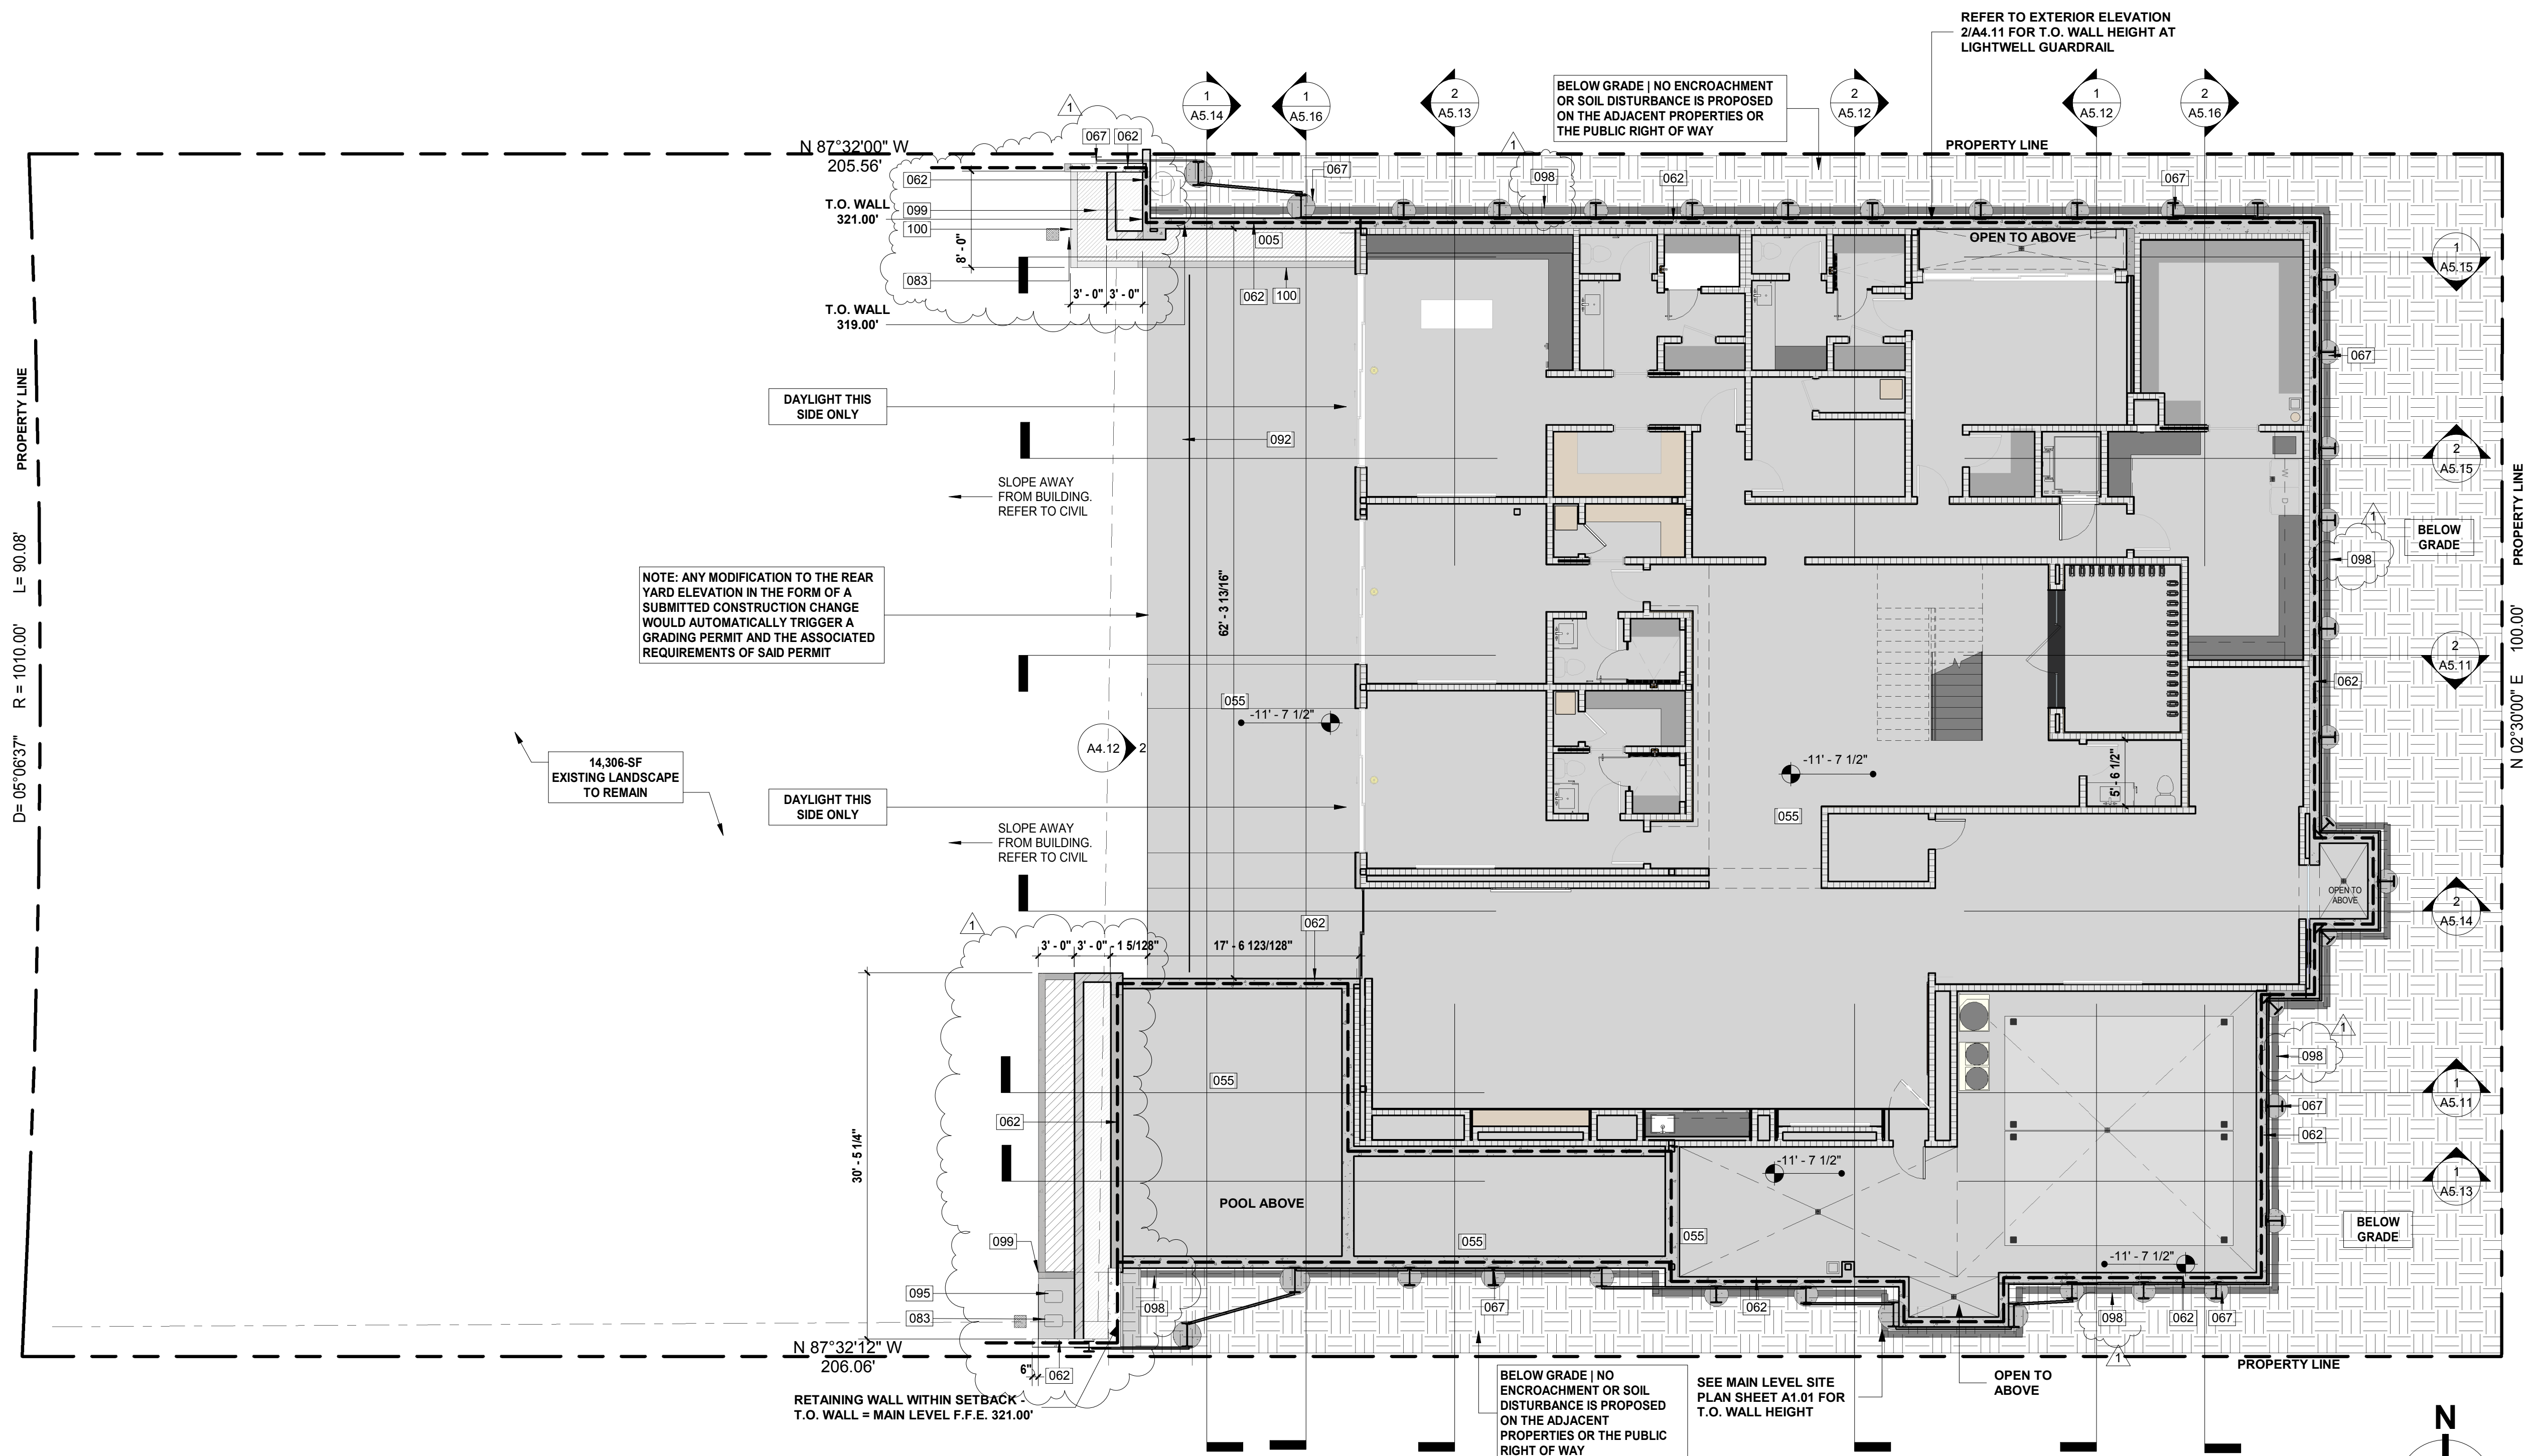 REFER TO EXTERIOR ELEVATION
2/A4.11 FOR T.O. WALL HEIGHT AT
LIGHTWELL GUARDRAIL
BELOW GRADE | NO ENCROACHMENT
OR SOIL DISTURBANCE IS PROPOSED
ON THE ADJACENT PROPERTIES OR
THE PUBLIC RIGHT OF WAY
1
A5.14
1
A5.16
2
A5.13
2
A5.12
1
A5.12
2
A5.16
1
1
067
062
N 87°32'00" W
205.56'
PROPERTY LINE
062
T.O. WALL
321.00'
099
100
8' - 0"
083
3' - 0"
3' - 0"
T.O. WALL
319.00'
067
098
062
067
005
062
100
OPEN TO ABOVE
1
A5.15
067
DAYLIGHT THIS
SIDE ONLY
092
2
A5.15
SLOPE AWAY
FROM BUILDING.
REFER TO CIVIL
PROPERTY LINE
PROPERTY LINE
1
BELOW
GRADE
098
NOTE: ANY MODIFICATION TO THE REAR
YARD ELEVATION IN THE FORM OF A
SUBMITTED CONSTRUCTION CHANGE
WOULD AUTOMATICALLY TRIGGER A
GRADING PERMIT AND THE ASSOCIATED
REQUIREMENTS OF SAID PERMIT
62' - 3 13/16"
D= 05°06'37" R = 1010.00' L= 90.08'
N 02°30'00" E 100.00'
2
A5.11
062
055
-11' - 7 1/2"
A4.12
2
14,306-SF
EXISTING LANDSCAPE
TO REMAIN
-11' - 7 1/2"
055
5' - 6 1/2"
DAYLIGHT THIS
SIDE ONLY
SLOPE AWAY
FROM BUILDING.
REFER TO CIVIL
OPEN TO
ABOVE
2
A5.14
062
1
3' - 0"
3' - 0"
- 1 5/128"
17' - 6 123/128"
1
098
055
1
A5.11
067
062
062
30' - 5 1/4"
-11' - 7 1/2"
1
A5.13
POOL ABOVE
BELOW
GRADE
099
055
055
-11' - 7 1/2"
095
083
098
067
062
098
062
067
N 87°32'12" W
206.06'
6"
062
1
PROPERTY LINE
RETAINING WALL WITHIN SETBACK -
T.O. WALL = MAIN LEVEL F.F.E. 321.00'
BELOW GRADE | NO
ENCROACHMENT OR SOIL
DISTURBANCE IS PROPOSED
ON THE ADJACENT
PROPERTIES OR THE PUBLIC
RIGHT OF WAY
SEE MAIN LEVEL SITE
PLAN SHEET A1.01 FOR
T.O. WALL HEIGHT
OPEN TO
ABOVE
N